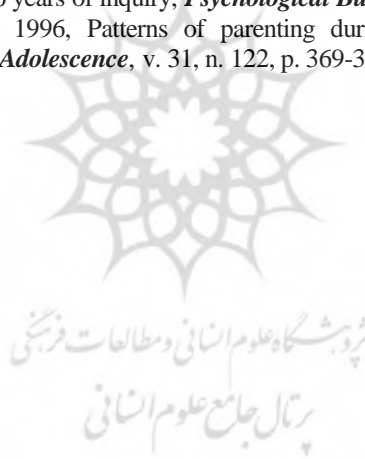 0 years of inquiry, Psychological Bu
1996, Patterns of parenting duri
Adolescence, v. 31, n. 122, p. 369-3
پژوهشگاه علوم انسانی و مطالعات فرهنگی
پرتال جامع علوم انسانی